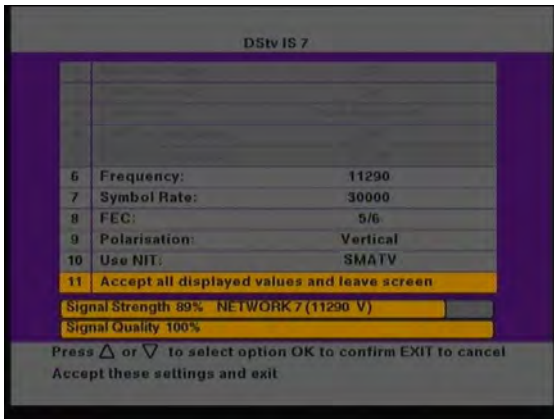 DStv IS 7
6 Frequency: 11290
7 Symbol Rate: 30000
8 FEC: 5/6
9 Polarisation: Vertical
10 Use NIT: SMATV
11 Accept all displayed values and leave screen
Signal Strength 89% NETWORK 7 (11290 V)
Signal Quality 100%
Press △ or ▽ to select option OK to confirm EXIT to cancel
Accept these settings and exit